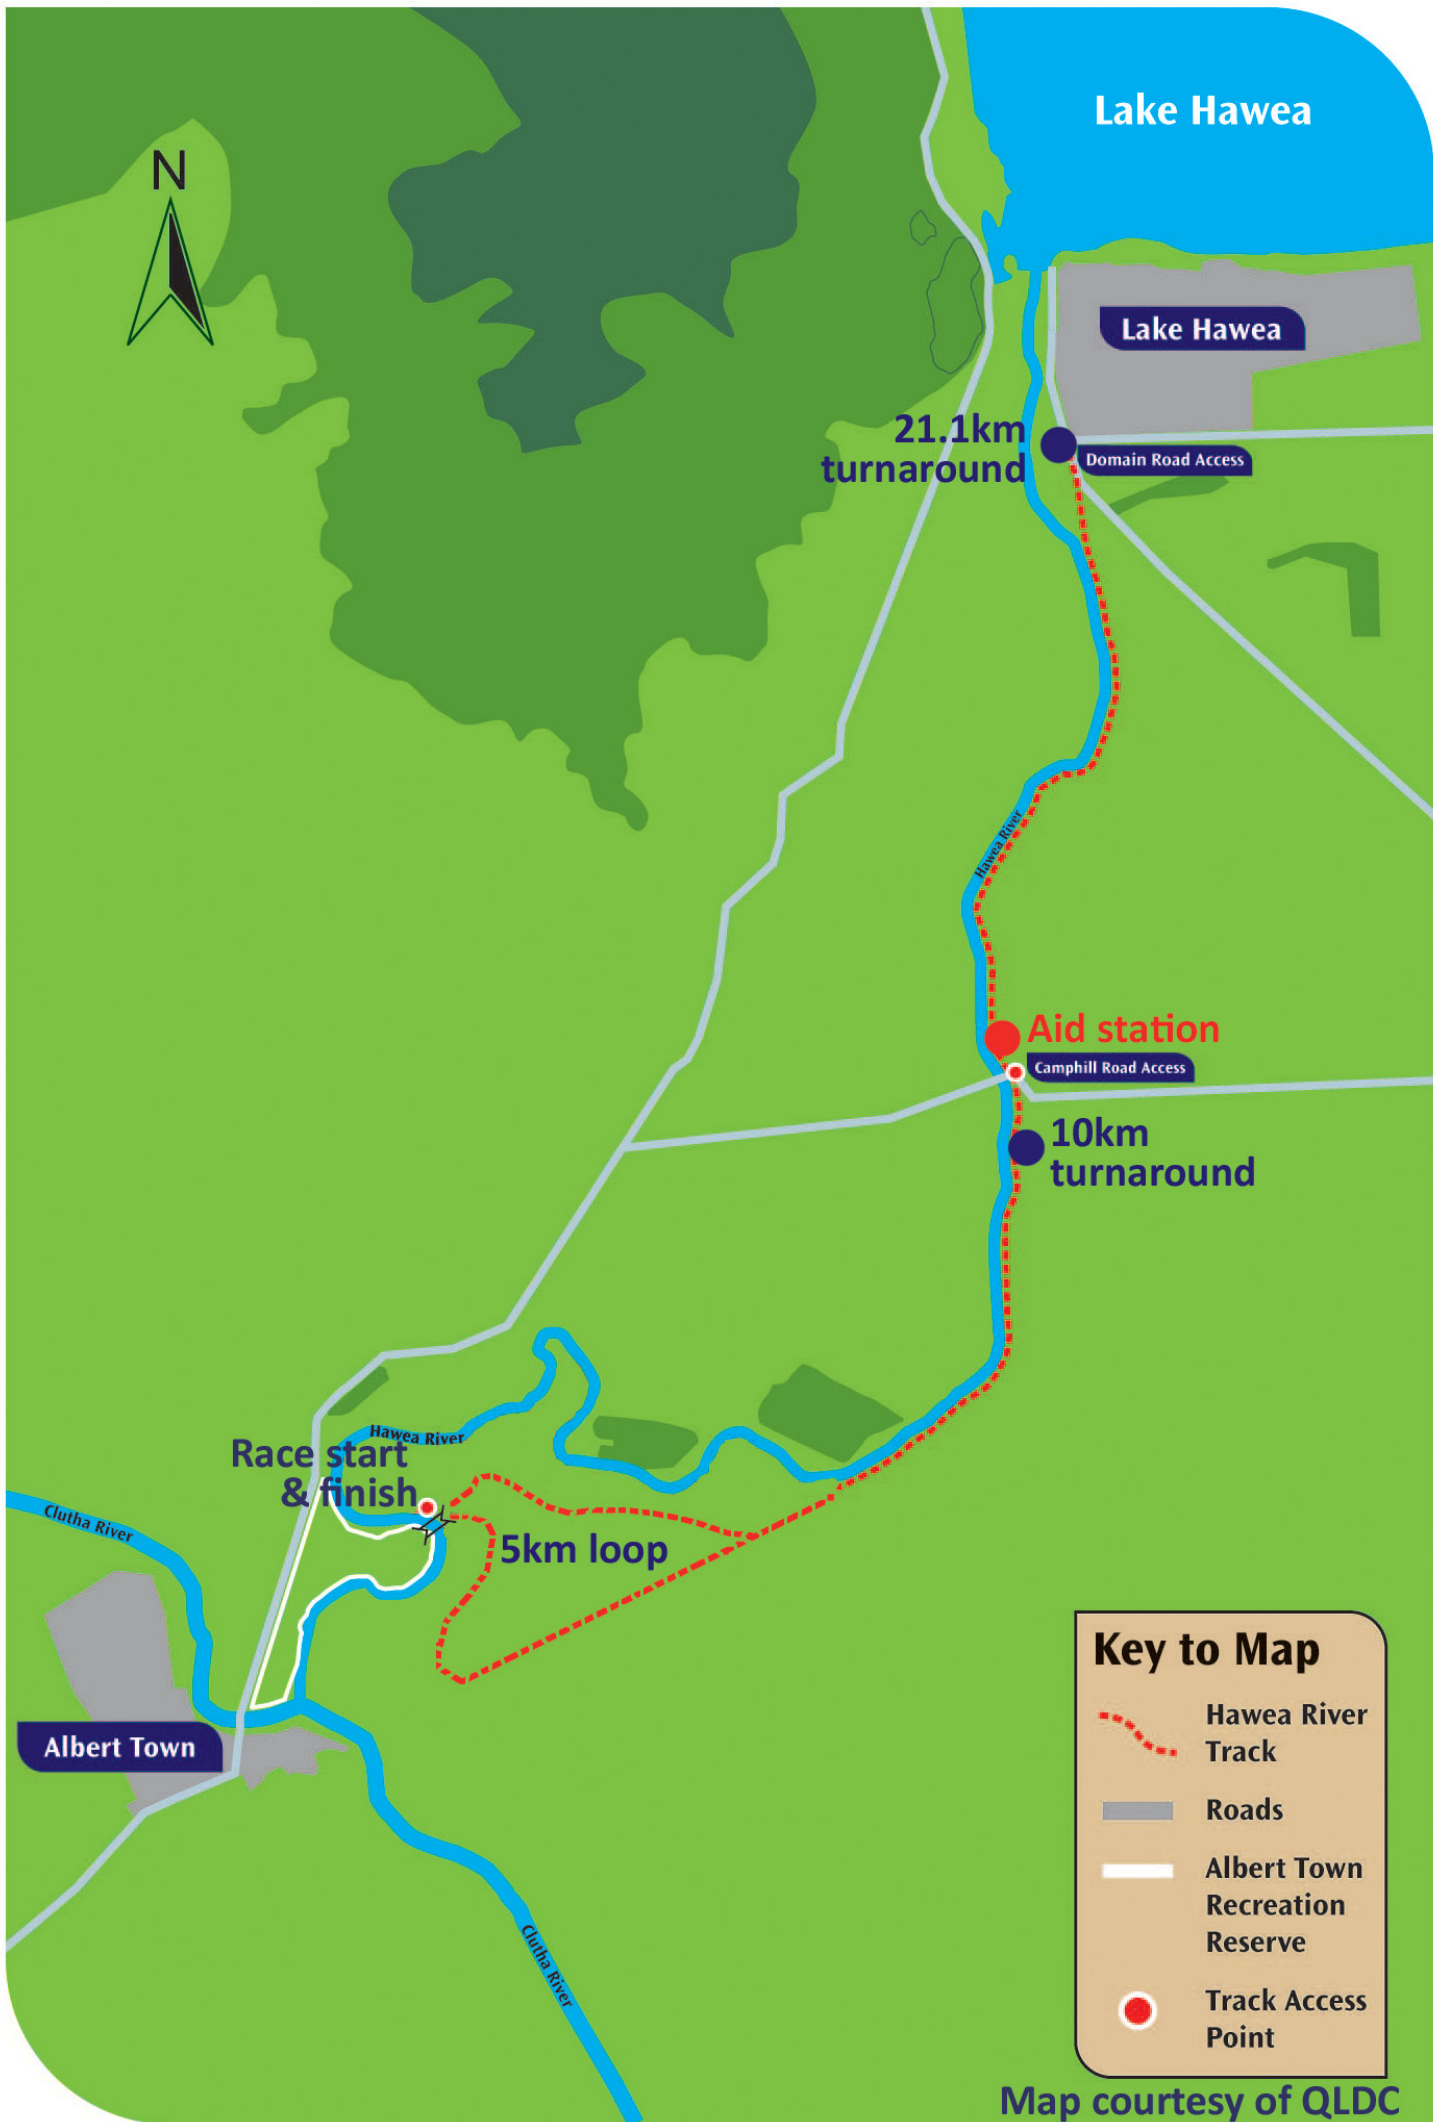 Lake Hawea
N
Lake Hawea
21.1km
turnaround
Domain Road Access
Hawea River
Aid station
Camphill Road Access
10km
turnaround
Hawea River
Race start
& finish
Clutha River
5km loop
Albert Town
Clutha River
Key to Map
Hawea River
Track
Roads
Albert Town
Recreation
Reserve
Track Access
Point
Map courtesy of QLDC